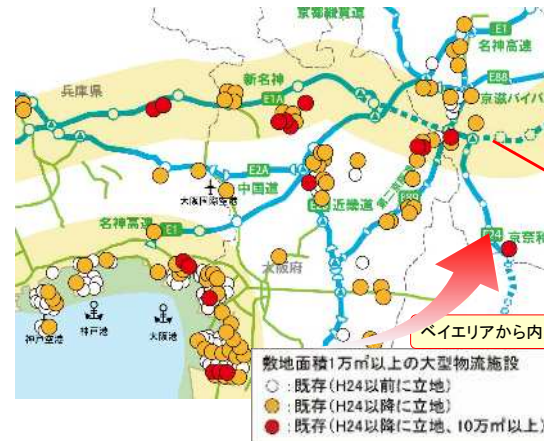 京都縦貫道
E1
名神高速
兵庫県
新名神
E1A
E88
京滋バイパ
E2A
中国道
大阪国際空港
近畿道
第二京阪
E89
名神高速
E1
大阪府
E24
京奈和
神戸空港
神戸港
大阪港
ベイエリアから内
敷地面積1万㎡以上の大型物流施設
：既存(H24以前に立地)
：既存(H24以降に立地)
：既存(H24以降に立地、10万㎡以上)